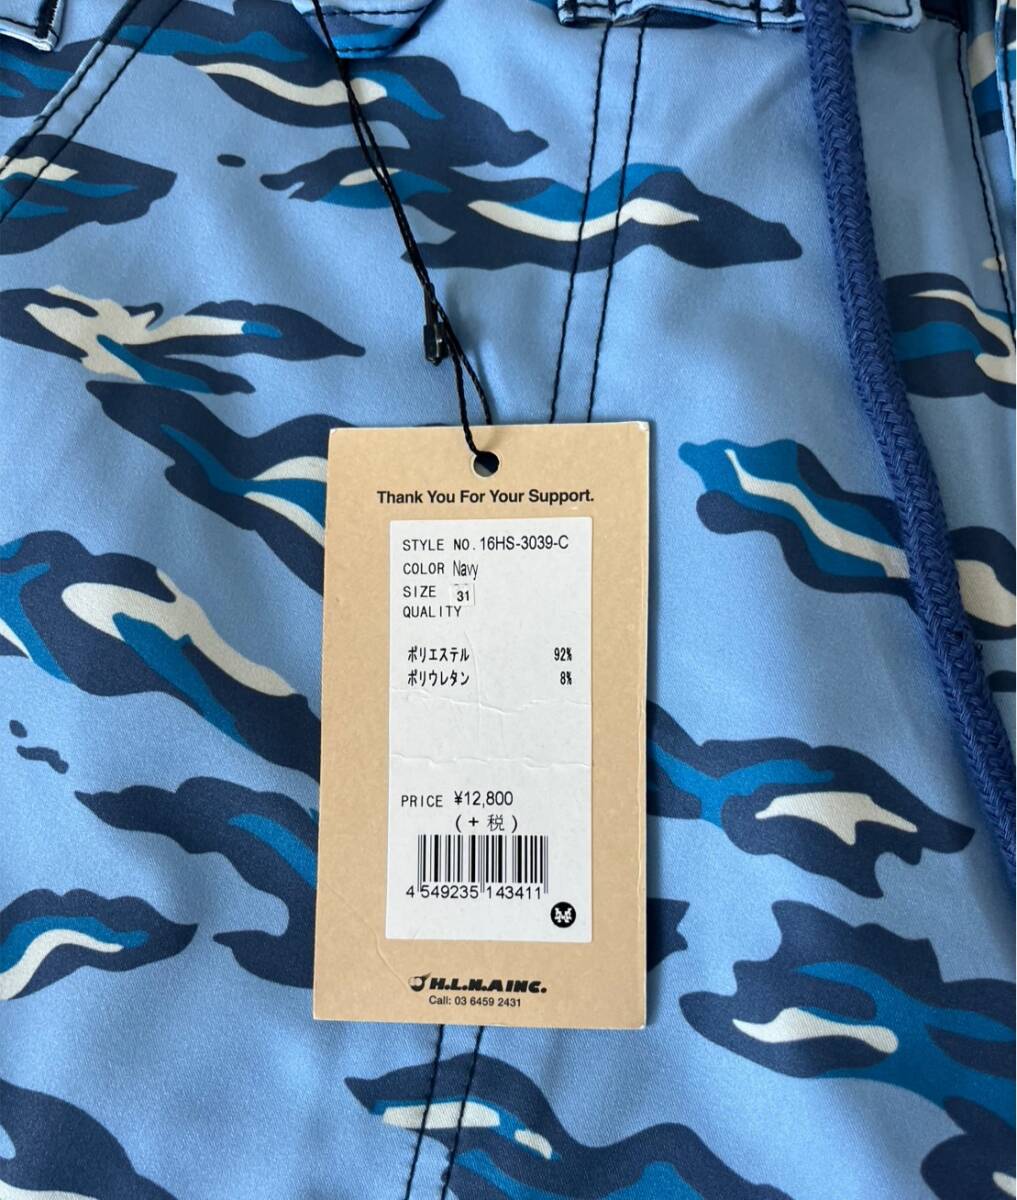 Thank You For Your Support.
STYLE NO. 16HS-3039-C
COLOR Navy
SIZE 31
QUALITY
ポリエステル 92%
ポリウレタン 8%
PRICE ¥12,800
(+税)
4 549235 143411
M
H.L.N.A INC.
Call: 03 6459 2431